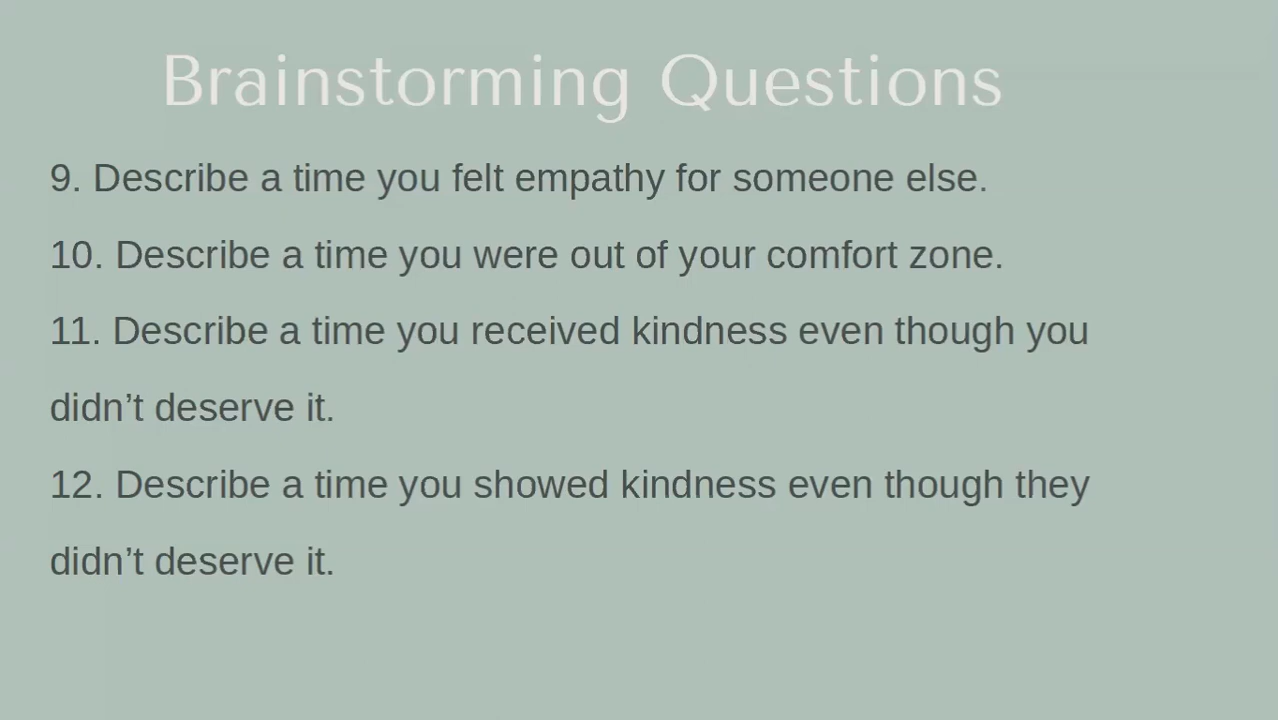 Brainstorming Questions
9. Describe a time you felt empathy for someone else.
10. Describe a time you were out of your comfort zone.
11. Describe a time you received kindness even though you
didn’t deserve it.
12. Describe a time you showed kindness even though they
didn’t deserve it.